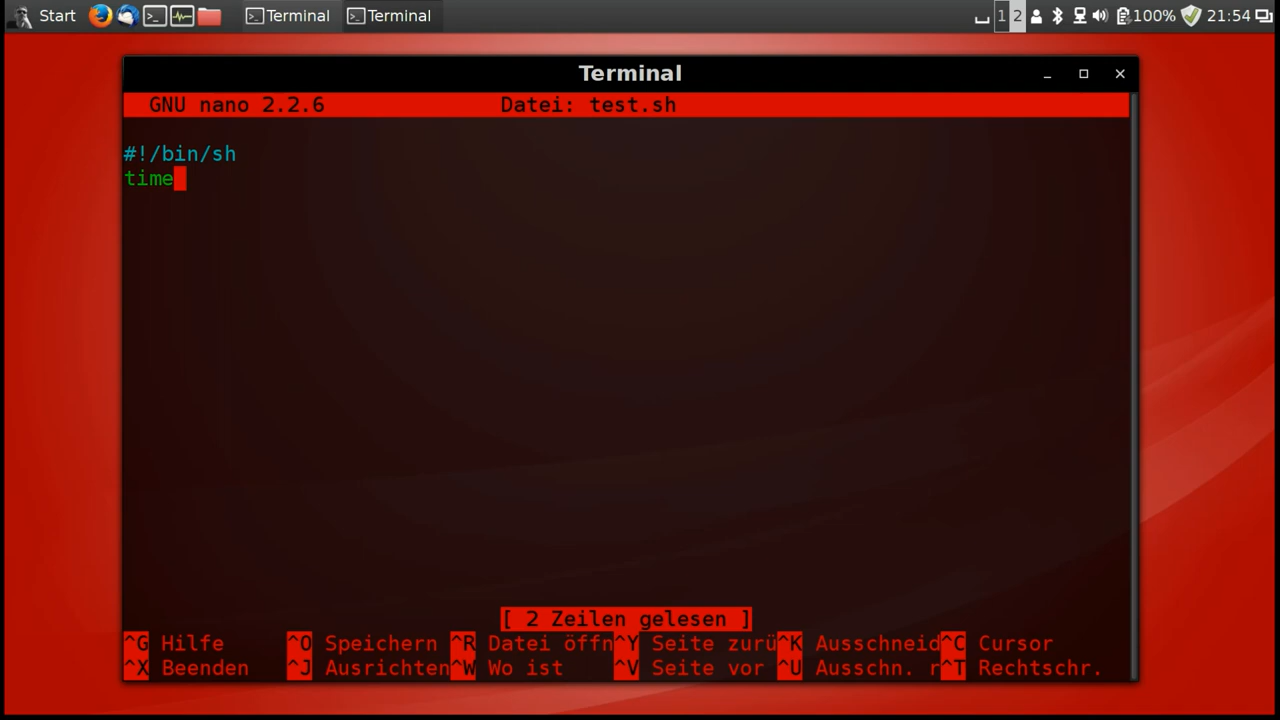 Start Terminal Terminal 1 2 100% 21:54
Terminal
GNU nano 2.2.6 Datei: test.sh
#!/bin/sh
time
[ 2 Zeilen gelesen ]
^G Hilfe ^O Speichern ^R Datei öffn^Y Seite zurü^K Ausschneid^C Cursor
^X Beenden ^J Ausrichten^W Wo ist ^V Seite vor ^U Ausschn. r^T Rechtschr.